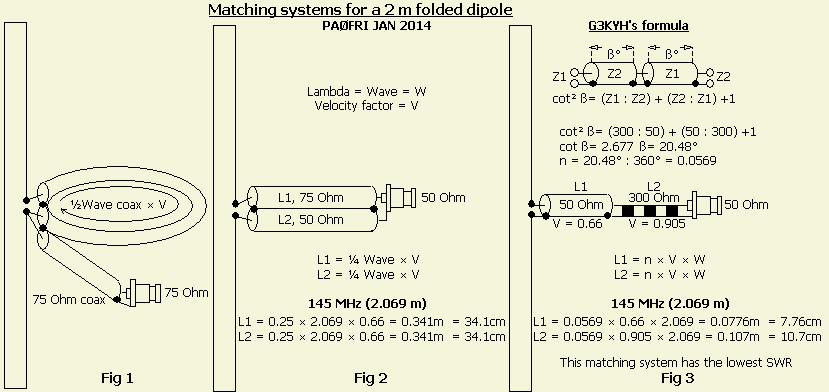 Matching systems for a 2 m folded dipole
PAØFRI JAN 2014
½Wave coax × V
75 Ohm coax
75 Ohm
Fig 1
Lambda = Wave = W
Velocity factor = V
L1, 75 Ohm
L2, 50 Ohm
50 Ohm
L1 = ¼ Wave × V
L2 = ¼ Wave × V
145 MHz (2.069 m)
L1 = 0.25 × 2.069 × 0.66 = 0.341m = 34.1cm
L2 = 0.25 × 2.069 × 0.66 = 0.341m = 34.1cm
Fig 2
G3KYH's formula
β° β°
Z1 Z2 Z1 Z2
cot² β= (Z1 : Z2) + (Z2 : Z1) +1
cot² β= (300 : 50) + (50 : 300) +1
cot β= 2.677 β= 20.48°
n = 20.48° : 360° = 0.0569
L1 L2
50 Ohm 300 Ohm 50 Ohm
V = 0.66 V = 0.905
L1 = n × V × W
L2 = n × V × W
145 MHz (2.069 m)
L1 = 0.0569 × 0.66 × 2.069 = 0.0776m = 7.76cm
L2 = 0.0569 × 0.905 × 2.069 = 0.107m = 10.7cm
This matching system has the lowest SWR
Fig 3